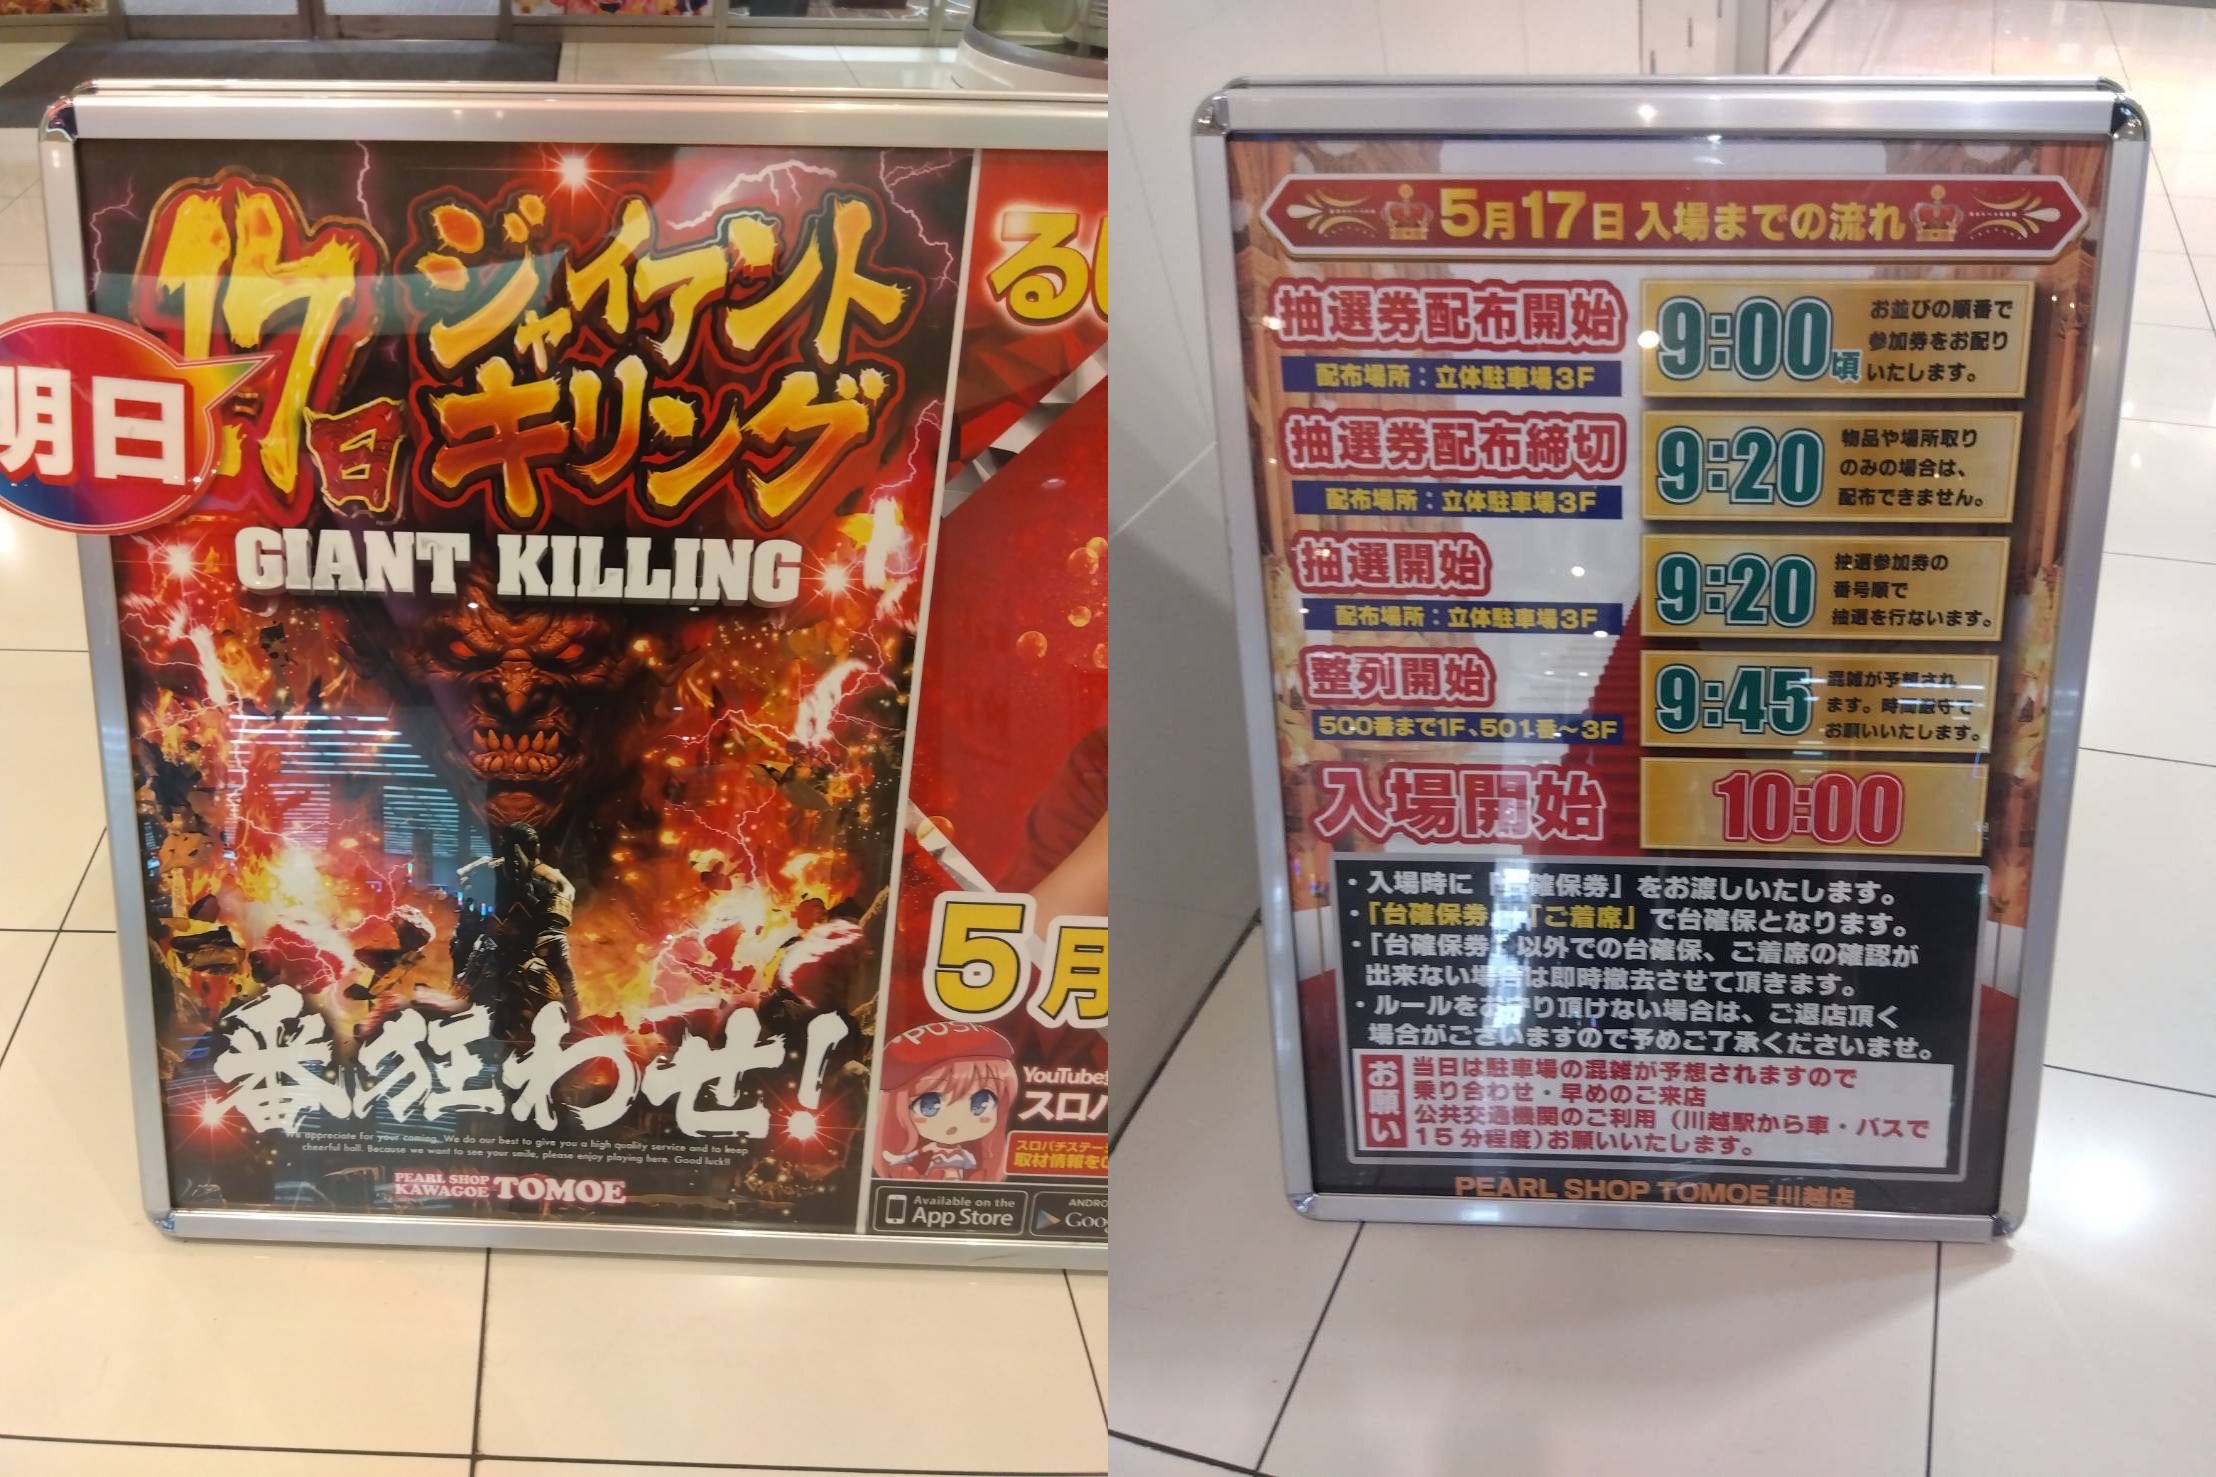 明日
17日
ジャイアント
キリング
GIANT KILLING
番狂わせ!
We appreciate for your coming. We do our best to give you a high quality service and to keep
cheerful hall. Because we want to see your smile, please enjoy playing here. Good luck!!
PEARL SHOP
KAWAGOE TOMOE
る
5月
PUSH
YouTube
スロパ
スロパチステー
取材情報を
Available on the
App Store
ANDRO
Goo
5月17日入場までの流れ
抽選券配布開始
配布場所:立体駐車場3F
9:00頃
お並びの順番で
参加券をお配り
いたします。
抽選券配布締切
配布場所:立体駐車場3F
9:20
物品や場所取り
のみの場合は、
配布できません。
抽選開始
配布場所:立体駐車場3F
9:20
抽選参加券の
番号順で
抽選を行ないます。
整列開始
500番まで1F、501番~3F
9:45
混雑が予想され
ます。時間厳守で
お願いいたします。
入場開始
10:00
・入場時に「台確保券」をお渡しいたします。
・「台確保券」「ご着席」で台確保となります。
・「台確保券」以外での台確保、ご着席の確認が
出来ない場合は即時撤去させて頂きます。
・ルールをお守り頂けない場合は、ご退店頂く
場合がございますので予めご了承くださいませ。
お願い
当日は駐車場の混雑が予想されますので
乗り合わせ・早めのご来店
公共交通機関のご利用(川越駅から車・バスで
15分程度)お願いいたします。
PEARL SHOP TOMOE 川越店